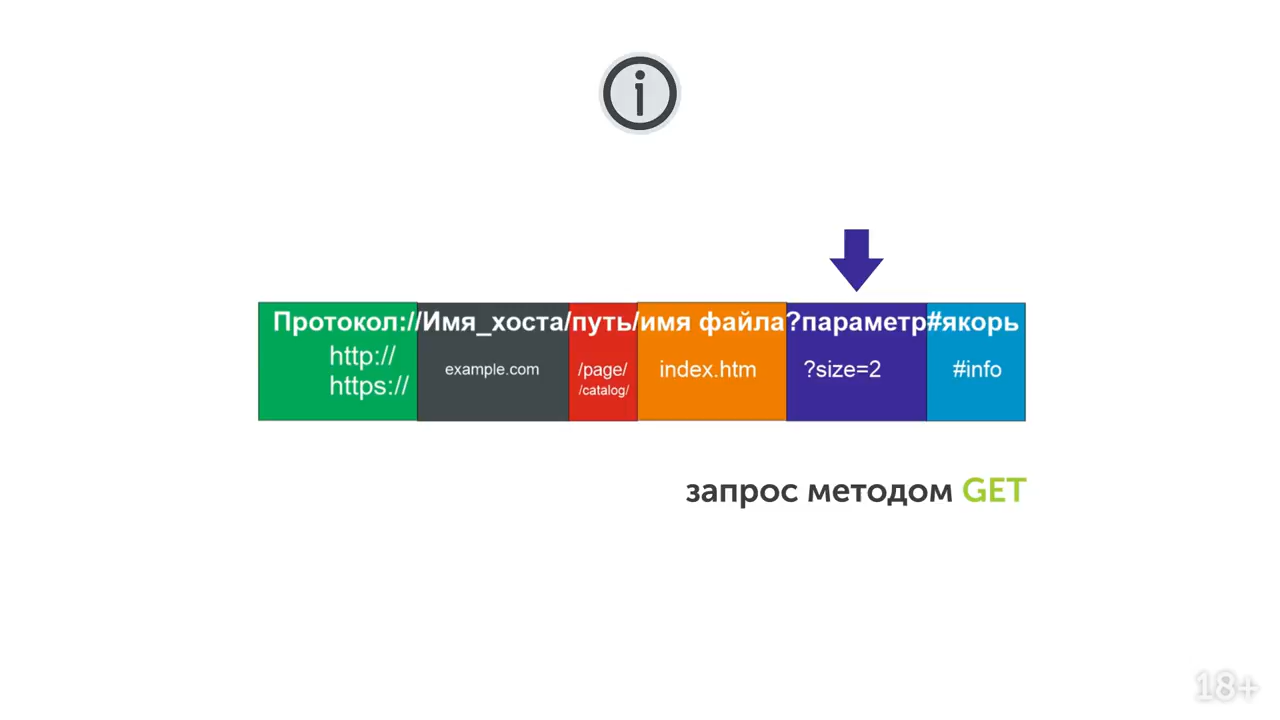 Протокол://Имя_хоста/путь/имя файла?параметр#якорь
http://
https://
example.com
/page/
/catalog/
index.htm
?size=2
#info
запрос методом GET
18+